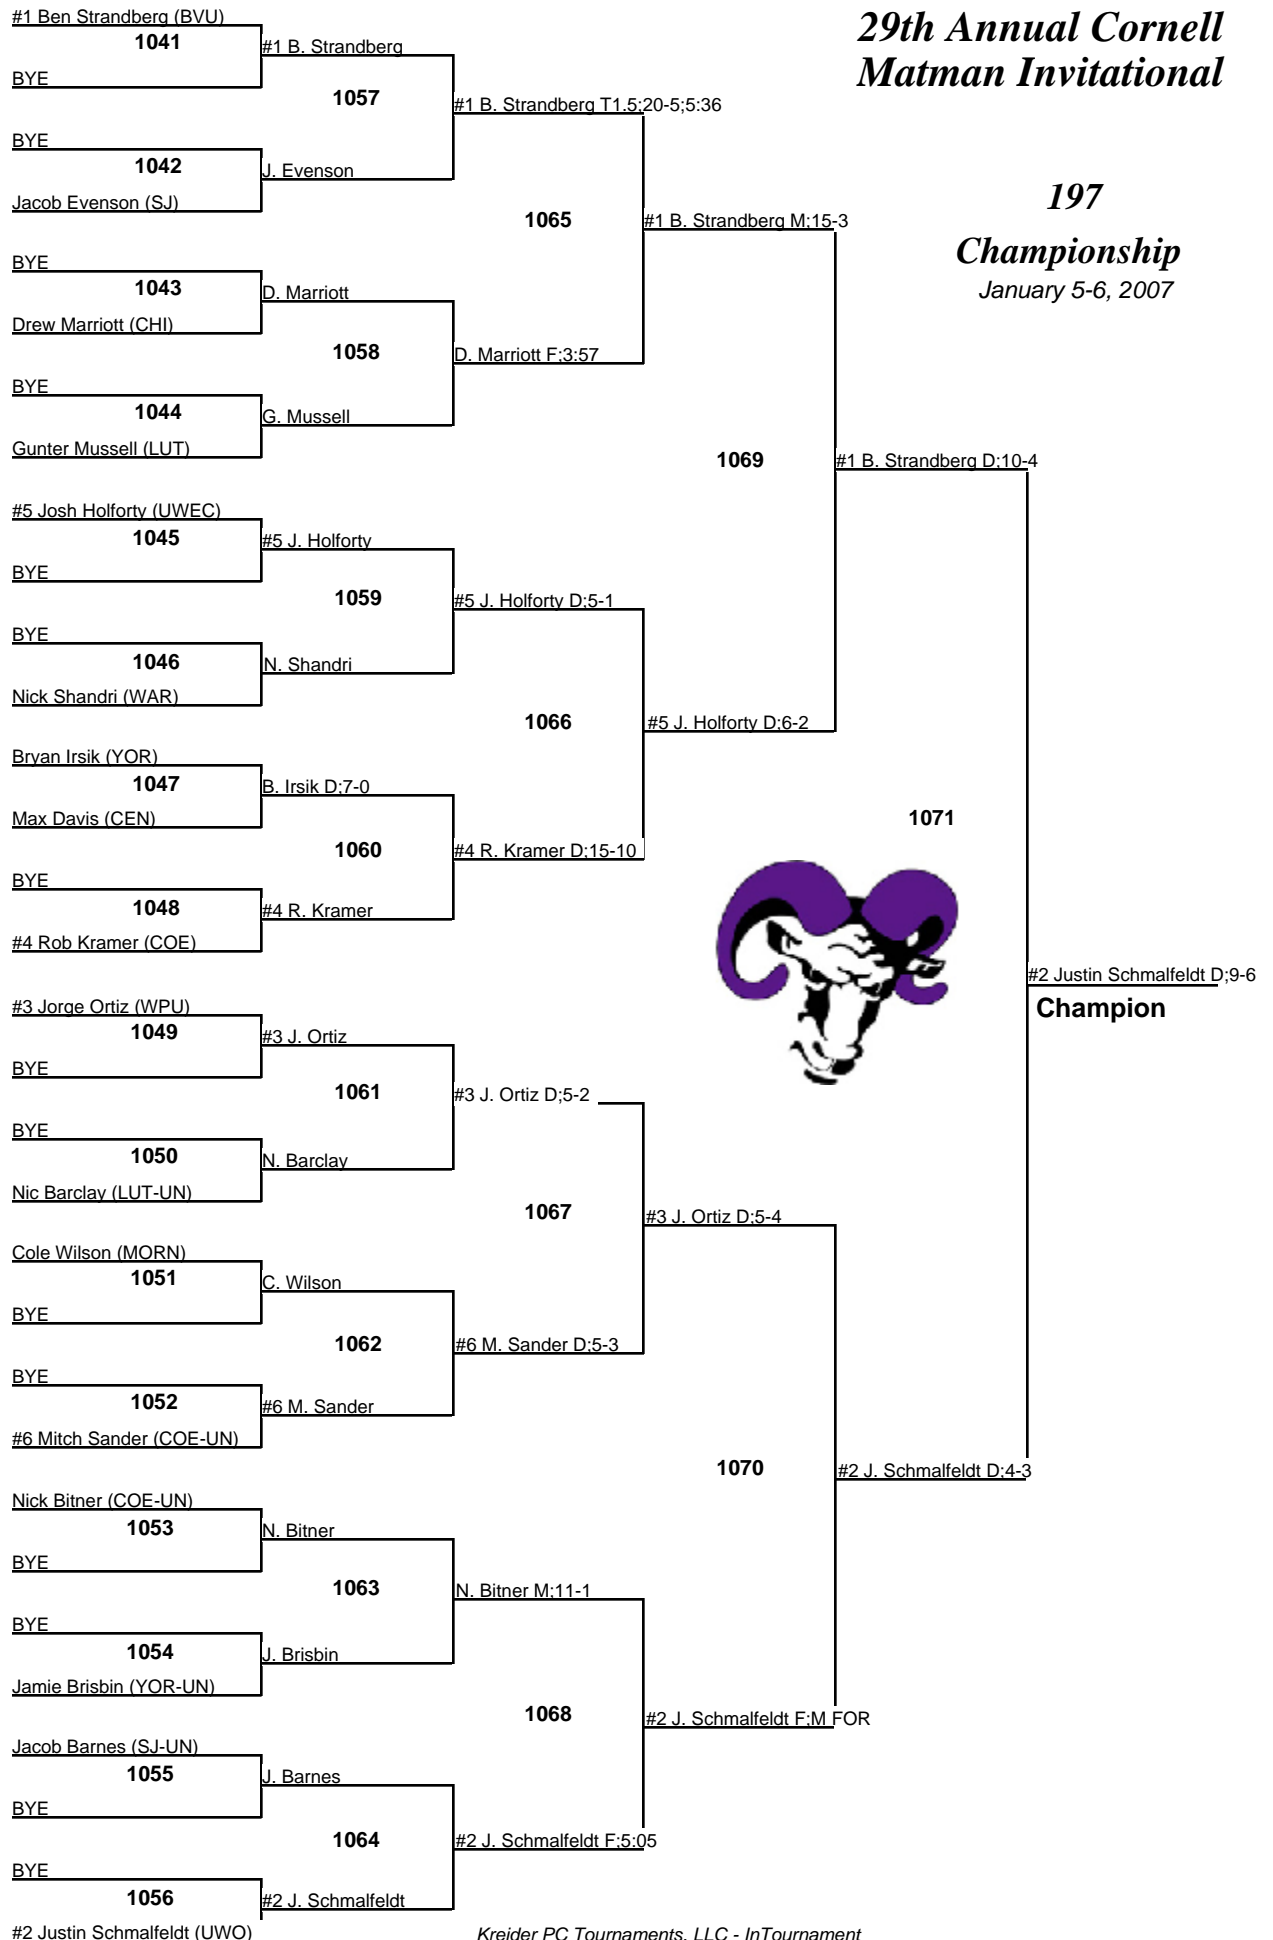 #1 Ben Strandberg (BVU)
29th Annual Cornell
Matman Invitational
1041
#1 B. Strandberg
BYE
1057
#1 B. Strandberg T1.5;20-5;5:36
BYE
1042
J. Evenson
Jacob Evenson (SJ)
197
Championship
January 5-6, 2007
1065
#1 B. Strandberg M;15-3
BYE
1043
D. Marriott
Drew Marriott (CHI)
1058
D. Marriott F;3:57
BYE
1044
G. Mussell
Gunter Mussell (LUT)
1069
#1 B. Strandberg D;10-4
#5 Josh Holforty (UWEC)
1045
#5 J. Holforty
BYE
1059
#5 J. Holforty D;5-1
BYE
1046
N. Shandri
Nick Shandri (WAR)
1066
#5 J. Holforty D;6-2
Bryan Irsik (YOR)
1047
B. Irsik D;7-0
Max Davis (CEN)
1071
1060
#4 R. Kramer D;15-10
BYE
1048
#4 R. Kramer
#4 Rob Kramer (COE)
#2 Justin Schmalfeldt D;9-6
Champion
#3 Jorge Ortiz (WPU)
1049
#3 J. Ortiz
BYE
1061
#3 J. Ortiz D;5-2
BYE
1050
N. Barclay
Nic Barclay (LUT-UN)
1067
#3 J. Ortiz D;5-4
Cole Wilson (MORN)
1051
C. Wilson
BYE
1062
#6 M. Sander D;5-3
BYE
1052
#6 M. Sander
#6 Mitch Sander (COE-UN)
1070
#2 J. Schmalfeldt D;4-3
Nick Bitner (COE-UN)
1053
N. Bitner
BYE
1063
N. Bitner M;11-1
BYE
1054
J. Brisbin
Jamie Brisbin (YOR-UN)
1068
#2 J. Schmalfeldt F;M FOR
Jacob Barnes (SJ-UN)
1055
J. Barnes
BYE
1064
#2 J. Schmalfeldt F;5:05
BYE
1056
#2 J. Schmalfeldt
#2 Justin Schmalfeldt (UWO)
Kreider PC Tournaments, LLC - InTournament